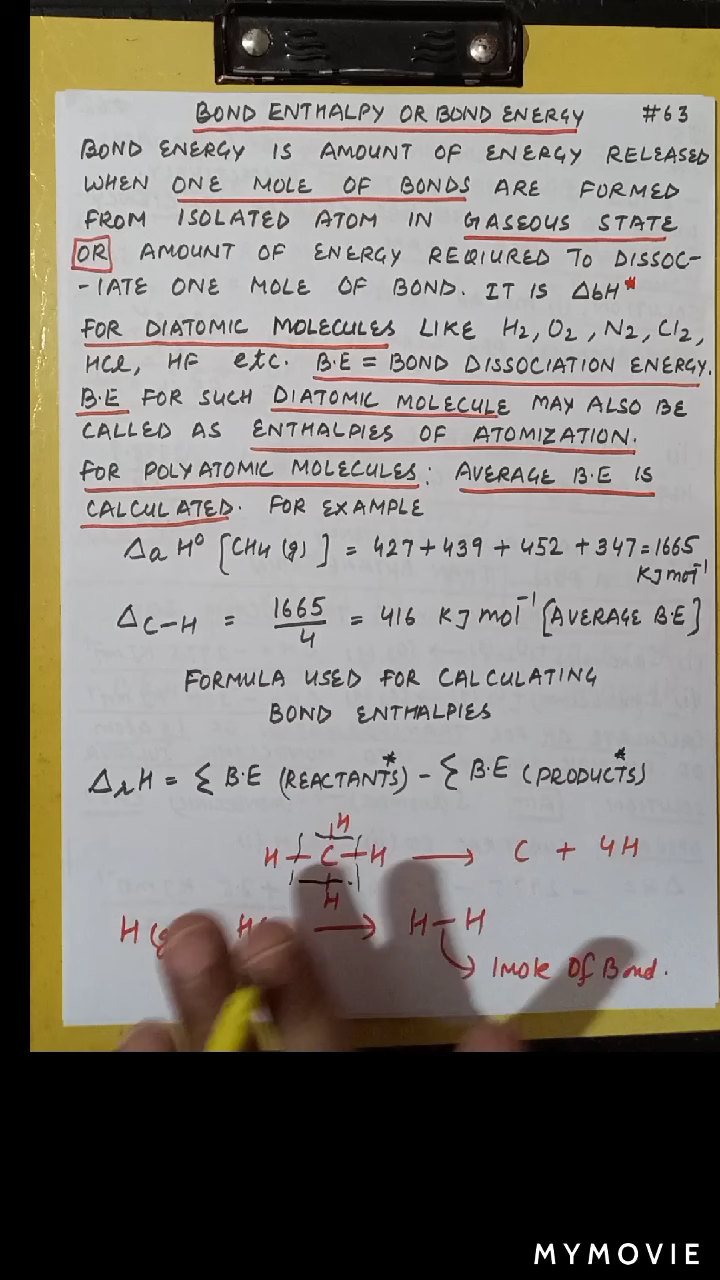 BOND ENTHALPY OR BOND ENERGY #63
BOND ENERGY IS AMOUNT OF ENERGY RELEASED
WHEN ONE MOLE OF BONDS ARE FORMED
FROM ISOLATED ATOM IN GASEOUS STATE
OR AMOUNT OF ENERGY REQIURED TO DISSOC-
-IATE ONE MOLE OF BOND. IT IS ΔbH*
FOR DIATOMIC MOLECULES LIKE H2, O2, N2, Cl2,
HCl, HF etc. B.E = BOND DISSOCIATION ENERGY.
B.E FOR SUCH DIATOMIC MOLECULE MAY ALSO BE
CALLED AS ENTHALPIES OF ATOMIZATION.
FOR POLYATOMIC MOLECULES: AVERAGE B.E IS
CALCULATED. FOR EXAMPLE
ΔaH° [CH4 (g)] = 427+439+452+347=1665
KJmol⁻¹
ΔC-H = 1665/4 = 416 KJ mol⁻¹ [AVERAGE B.E]
FORMULA USED FOR CALCULATING
BOND ENTHALPIES
ΔrH = Σ B.E (REACTANTS*) - Σ B.E (PRODUCTS*)
H
H-C-H → C + 4H
H
H → H-H
1mole Of Bond.
MYMOVIE